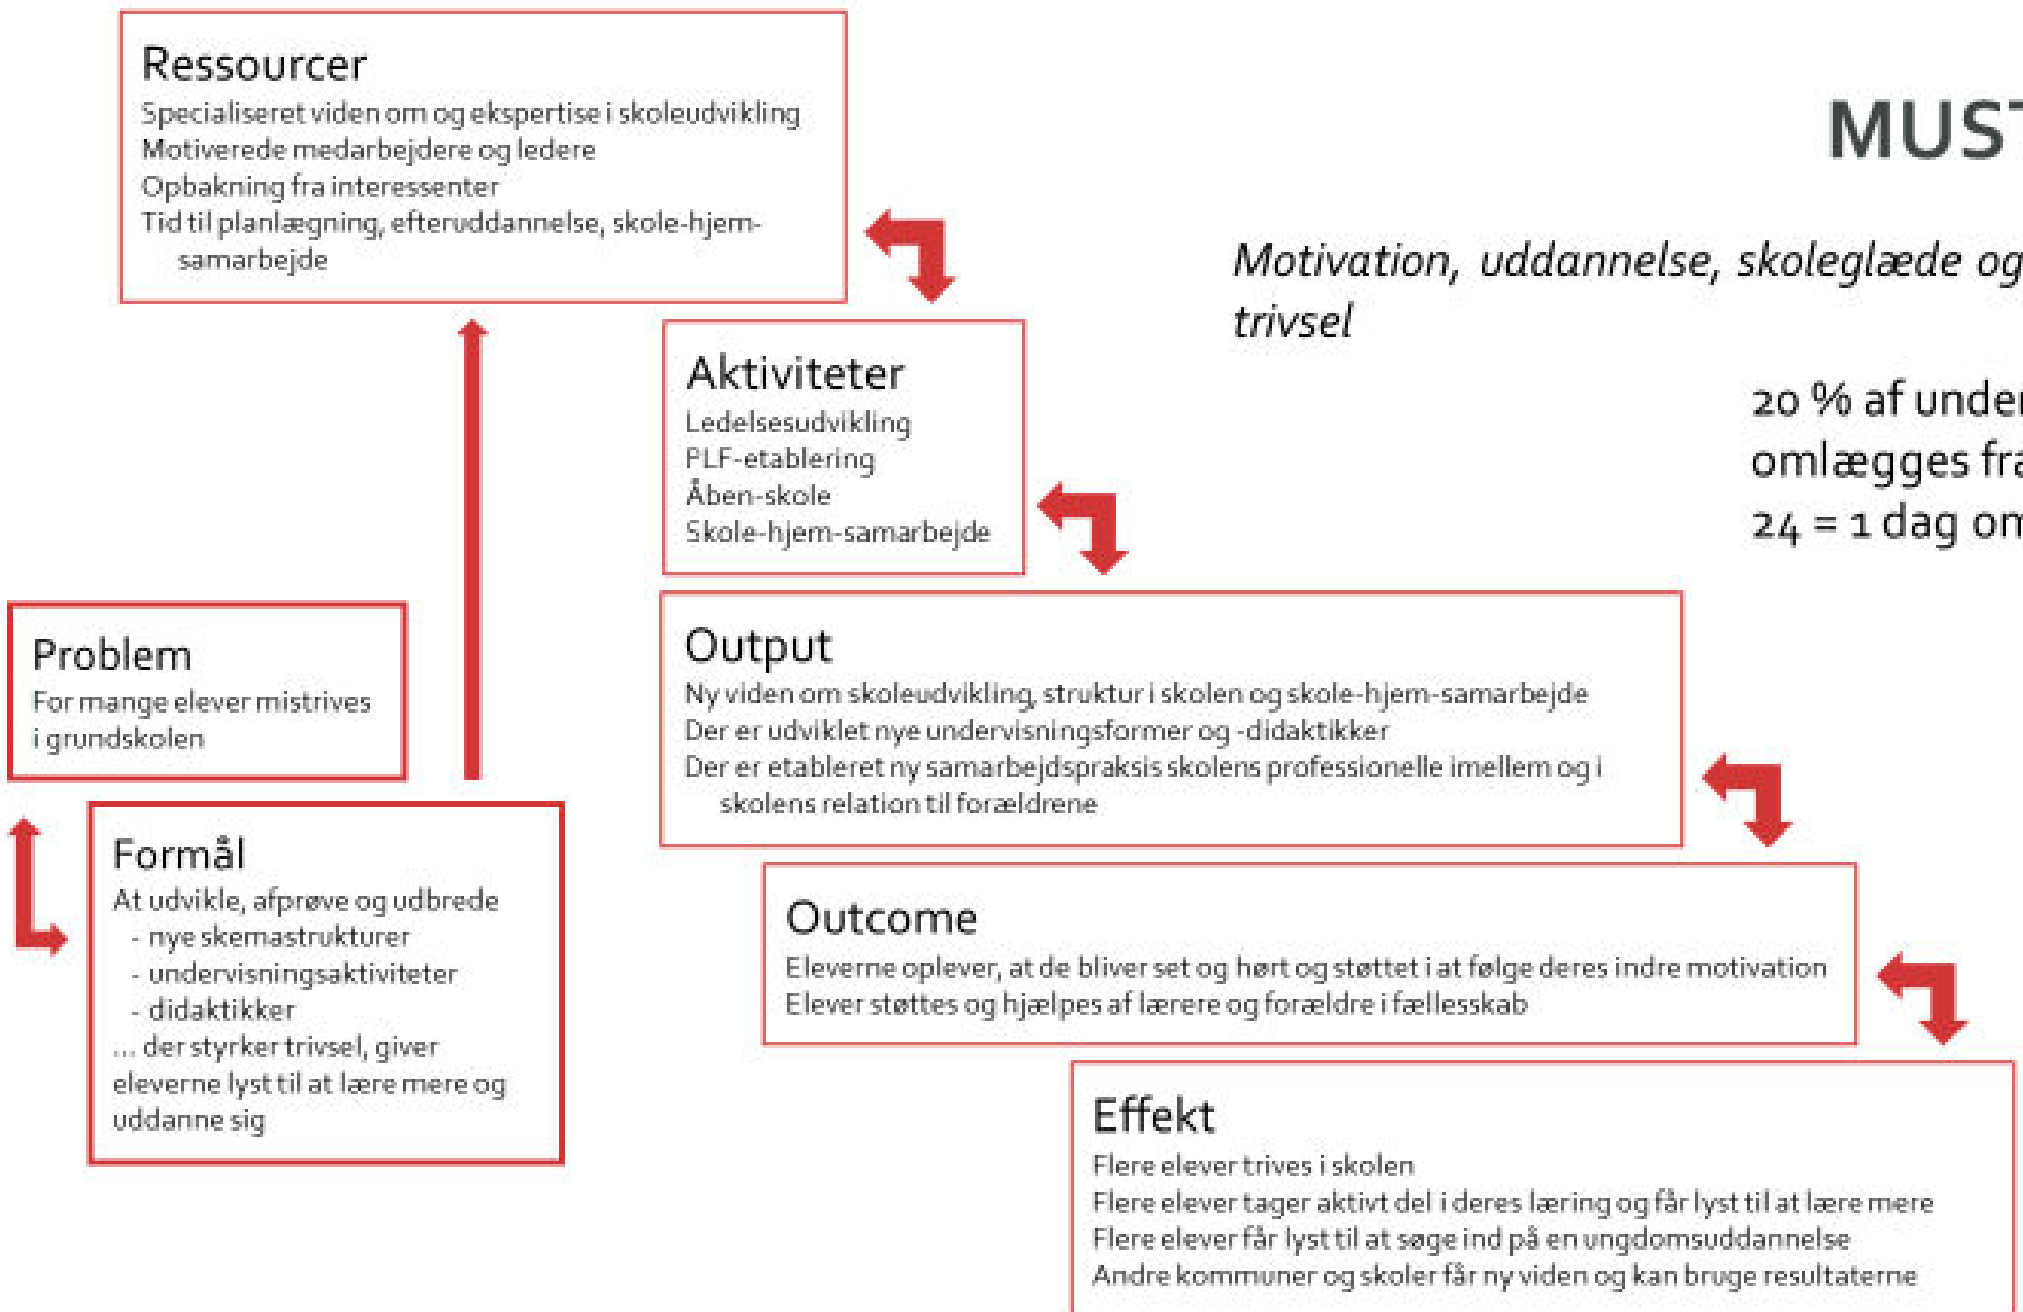 Ressourcer
Specialiseret viden om og ekspertise i skoleudvikling
Motiverede medarbejdere og ledere
Opbakning fra interessenter
Tid til planlægning, efteruddannelse, skole-hjem-
samarbejde
MUST
Motivation, uddannelse, skoleglæde og
trivsel
20 % af under
omlægges fra
24 = 1 dag om
Aktiviteter
Ledelsesudvikling
PLF-etablering
Åben-skole
Skole-hjem-samarbejde
Problem
For mange elever mistrives
i grundskolen
Formål
At udvikle, afprøve og udbrede
- nye skemastrukturer
- undervisningsaktiviteter
- didaktikker
... der styrker trivsel, giver
eleverne lyst til at lære mere og
uddanne sig
Output
Ny viden om skoleudvikling, struktur i skolen og skole-hjem-samarbejde
Der er udviklet nye undervisningsformer og -didaktikker
Der er etableret ny samarbejdspraksis skolens professionelle imellem og i
skolens relation til forældrene
Outcome
Eleverne oplever, at de bliver set og hørt og støttet i at følge deres indre motivation
Elever støttes og hjælpes af lærere og forældre i fællesskab
Effekt
Flere elever trives i skolen
Flere elever tager aktivt del i deres læring og får lyst til at lære mere
Flere elever får lyst til at søge ind på en ungdomsuddannelse
Andre kommuner og skoler får ny viden og kan bruge resultaterne